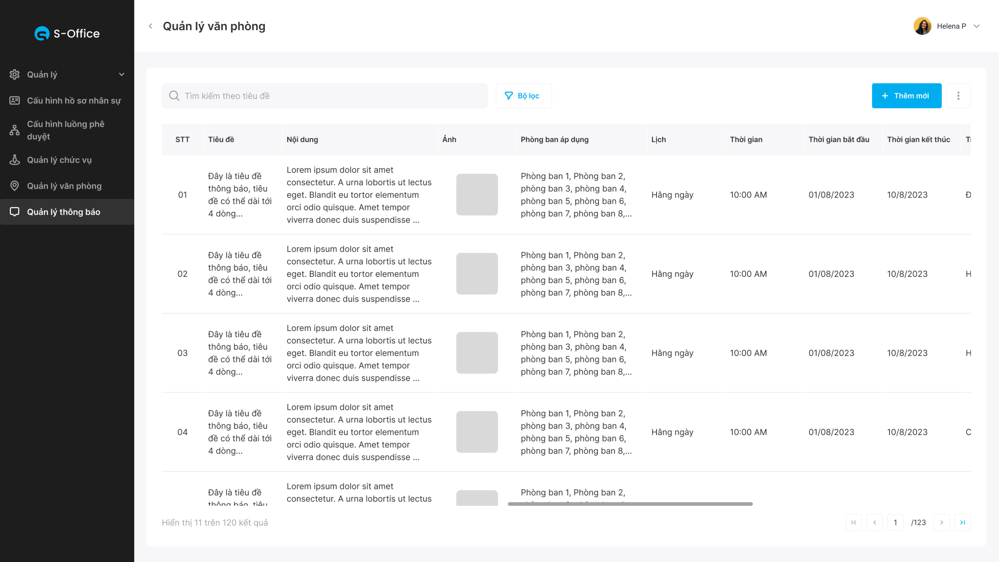 S-Office
Quản lý
Cấu hình hồ sơ nhân sự
Cấu hình luồng phê
duyệt
Quản lý chức vụ
Quản lý văn phòng
Quản lý thông báo
Quản lý văn phòng
Helena P
Tìm kiếm theo tiêu đề
Bộ lọc
+ Thêm mới
STT Tiêu đề Nội dung Ảnh Phòng ban áp dụng Lịch Thời gian Thời gian bắt đầu Thời gian kết thúc
01
Đây là tiêu đề
thông báo, tiêu
đề có thể dài tới
4 dòng...
Lorem ipsum dolor sit amet
consectetur. A urna lobortis ut lectus
eget. Blandit eu tortor elementum
orci odio quisque. Amet tempor
viverra donec duis suspendisse ...
Phòng ban 1, Phòng ban 2,
phòng ban 3, phòng ban 4,
phòng ban 5, phòng ban 6,
phòng ban 7, phòng ban 8,...
Hằng ngày
10:00 AM
01/08/2023
10/8/2023
02
Đây là tiêu đề
thông báo, tiêu
đề có thể dài tới
4 dòng...
Lorem ipsum dolor sit amet
consectetur. A urna lobortis ut lectus
eget. Blandit eu tortor elementum
orci odio quisque. Amet tempor
viverra donec duis suspendisse ...
Phòng ban 1, Phòng ban 2,
phòng ban 3, phòng ban 4,
phòng ban 5, phòng ban 6,
phòng ban 7, phòng ban 8,...
Hằng ngày
10:00 AM
01/08/2023
10/8/2023
03
Đây là tiêu đề
thông báo, tiêu
đề có thể dài tới
4 dòng...
Lorem ipsum dolor sit amet
consectetur. A urna lobortis ut lectus
eget. Blandit eu tortor elementum
orci odio quisque. Amet tempor
viverra donec duis suspendisse ...
Phòng ban 1, Phòng ban 2,
phòng ban 3, phòng ban 4,
phòng ban 5, phòng ban 6,
phòng ban 7, phòng ban 8,...
Hằng ngày
10:00 AM
01/08/2023
10/8/2023
04
Đây là tiêu đề
thông báo, tiêu
đề có thể dài tới
4 dòng...
Lorem ipsum dolor sit amet
consectetur. A urna lobortis ut lectus
eget. Blandit eu tortor elementum
orci odio quisque. Amet tempor
viverra donec duis suspendisse ...
Phòng ban 1, Phòng ban 2,
phòng ban 3, phòng ban 4,
phòng ban 5, phòng ban 6,
phòng ban 7, phòng ban 8,...
Hằng ngày
10:00 AM
01/08/2023
10/8/2023
Đây là tiêu đề
thông báo, tiêu
Lorem ipsum dolor sit amet
consectetur. A urna lobortis ut lectus
Phòng ban 1, Phòng ban 2,
Hiển thị 11 trên 120 kết quả
1 /123